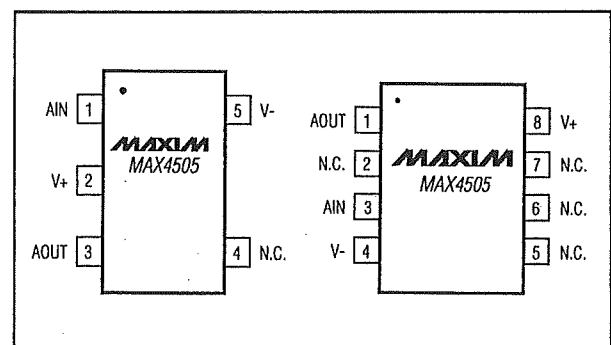 AIN 1
5 V-
MAXIM
MAX4505
V+ 2
AOUT 3
4 N.C.
AOUT 1
8 V+
N.C. 2
7 N.C.
MAXIM
MAX4505
AIN 3
6 N.C.
V- 4
5 N.C.